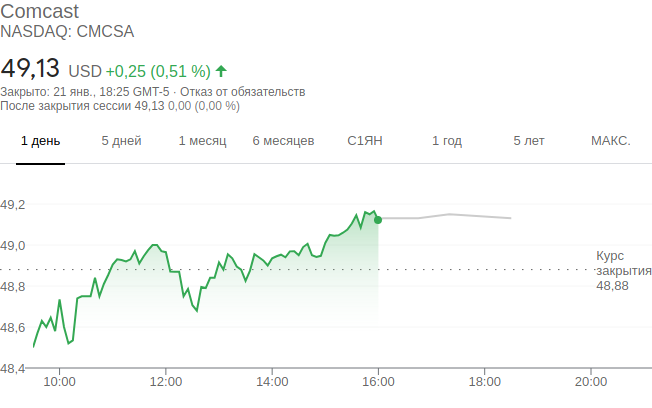 Comcast
NASDAQ: CMCSA
49,13 USD +0,25 (0,51 %)
Закрыто: 21 янв., 18:25 GMT-5 · Отказ от обязательств
После закрытия сессии 49,13 0,00 (0,00 %)
1 день 5 дней 1 месяц 6 месяцев С1ЯН 1 год 5 лет МАКС.
49,2
49,0
Курс
закрытия
48,88
48,8
48,6
48,4
10:00 12:00 14:00 16:00 18:00 20:00